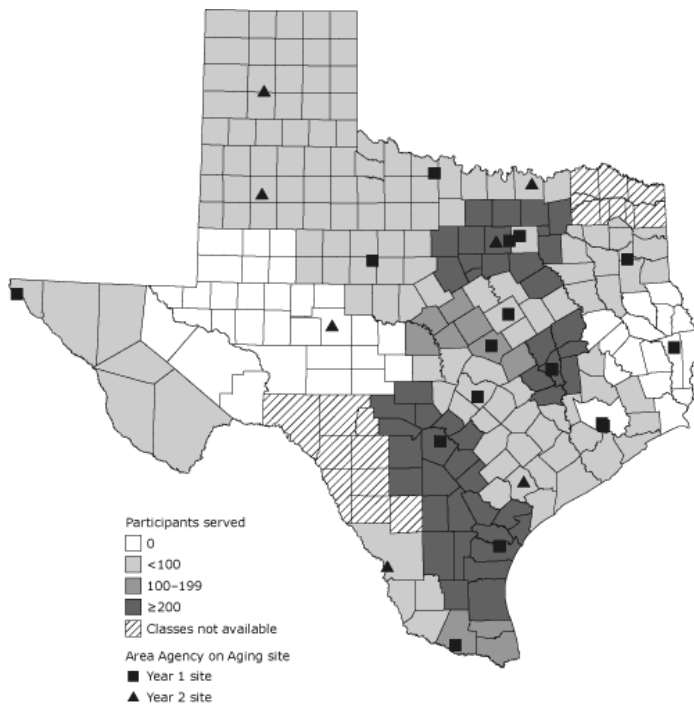 Participants served
0
<100
100–199
≥200
Classes not available
Area Agency on Aging site
Year 1 site
Year 2 site